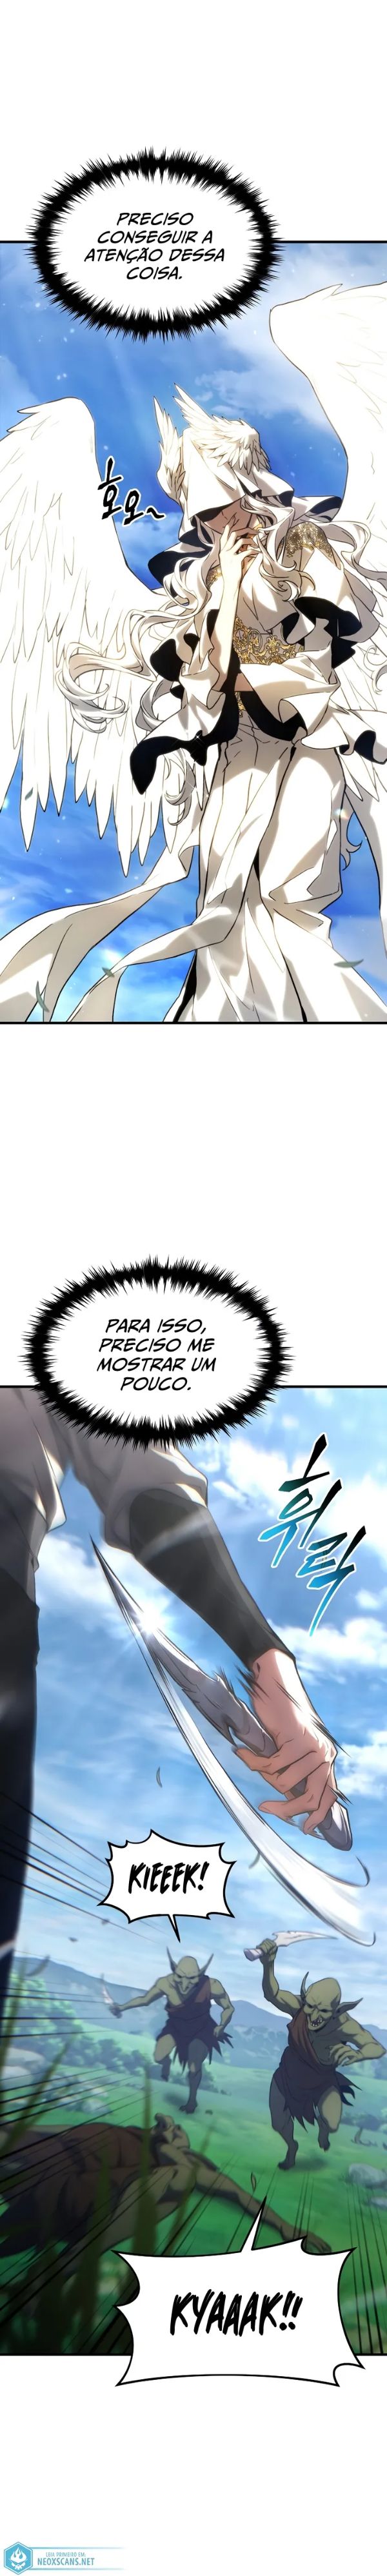 PRECISO
CONSEGUIR A
ATENÇÃO DESSA
COISA.
호오~
PARA ISSO,
PRECISO ME
MOSTRAR UM
POUCO.
휘릭
KIEEEK!
KYAAAK!!
LEIA PRIMEIRO EM
NEOXSCANS.NET